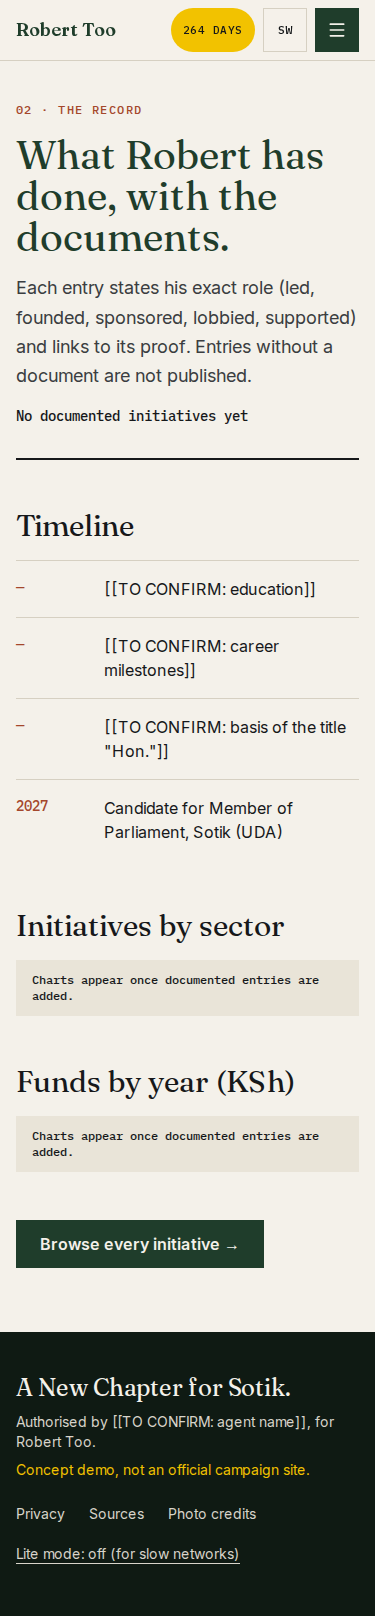 Robert Too
264 DAYS
SW
02 · THE RECORD
What Robert has
done, with the
documents.
Each entry states his exact role (led,
founded, sponsored, lobbied, supported)
and links to its proof. Entries without a
document are not published.
No documented initiatives yet
Timeline
— [[TO CONFIRM: education]]
— [[TO CONFIRM: career
milestones]]
— [[TO CONFIRM: basis of the title
"Hon."]]
2027 Candidate for Member of
Parliament, Sotik (UDA)
Initiatives by sector
Charts appear once documented entries are
added.
Funds by year (KSh)
Charts appear once documented entries are
added.
Browse every initiative →
A New Chapter for Sotik.
Authorised by [[TO CONFIRM: agent name]], for
Robert Too.
Concept demo, not an official campaign site.
Privacy Sources Photo credits
Lite mode: off (for slow networks)